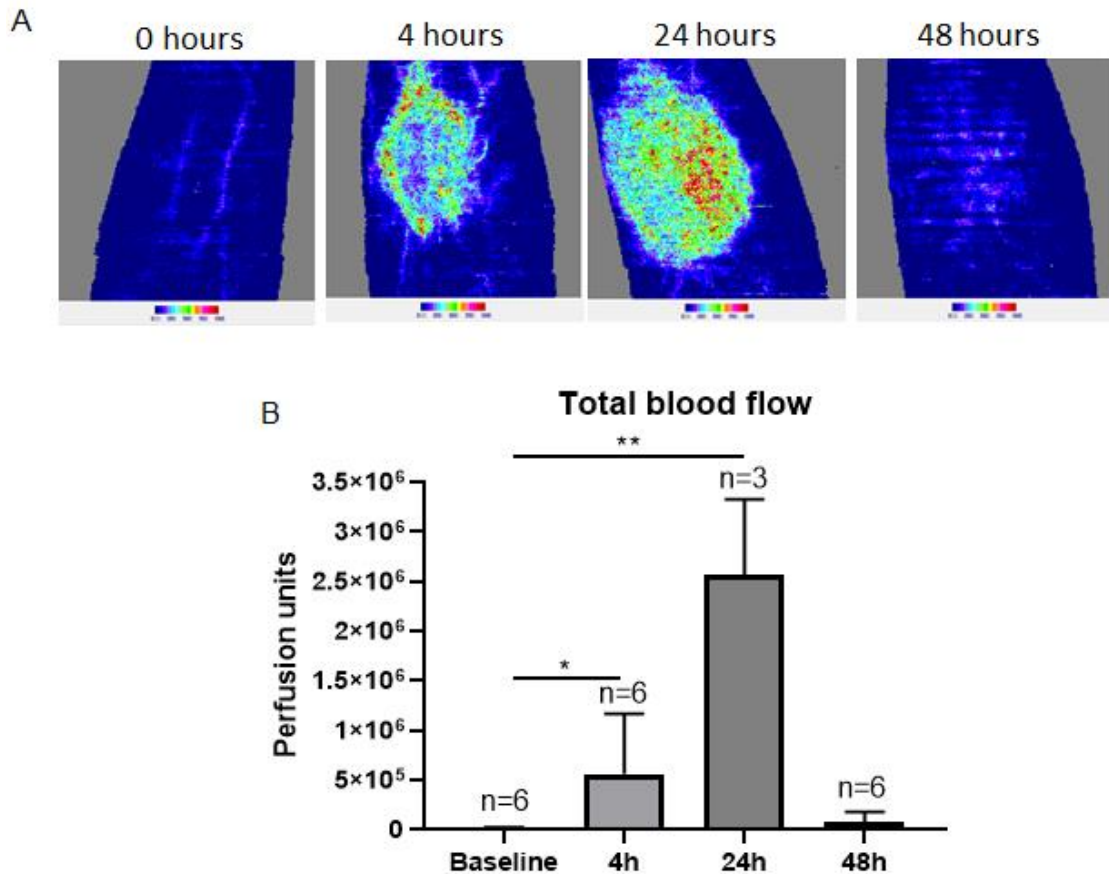 A
0 hours
4 hours
24 hours
48 hours
B
Total blood flow
**
n=3
*
n=6
n=6
n=6
3.5×10⁶
3×10⁶
2.5×10⁶
2×10⁶
1.5×10⁶
1×10⁶
5×10⁵
0
Perfusion units
Baseline
4h
24h
48h